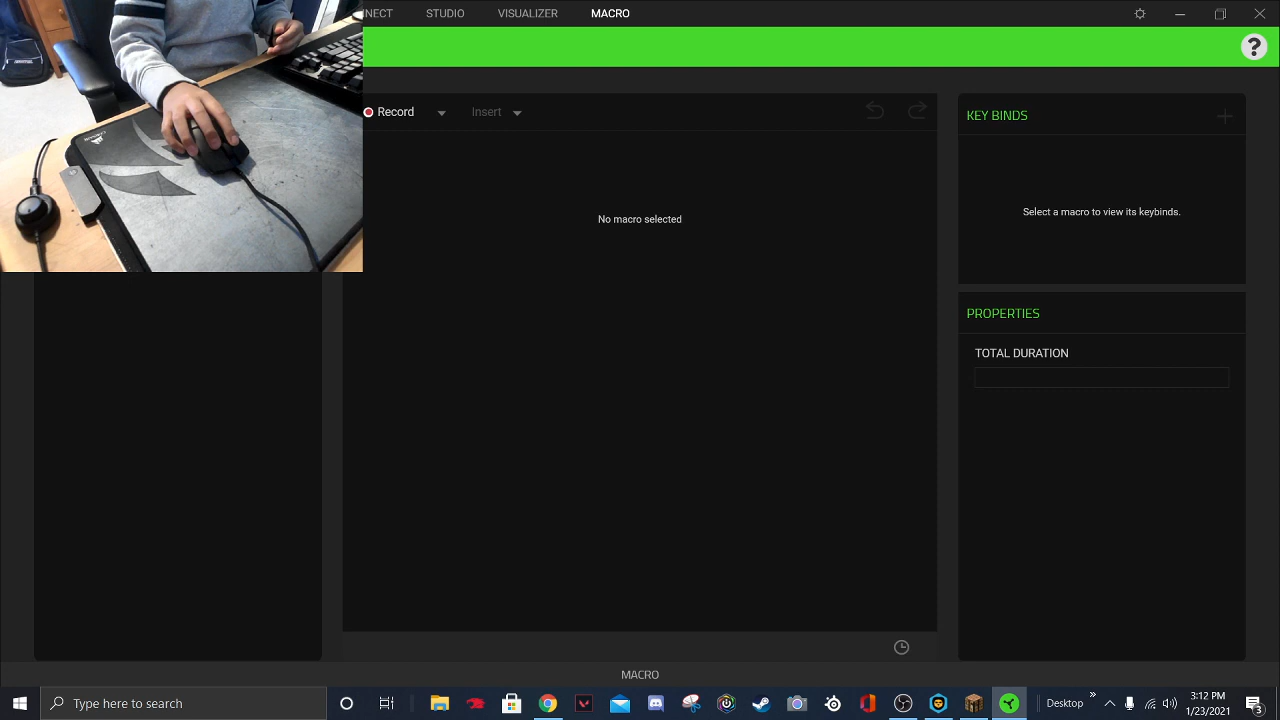 NECT STUDIO VISUALIZER MACRO
?
Record Insert
KEY BINDS
No macro selected
Select a macro to view its keybinds.
PROPERTIES
TOTAL DURATION
MACRO
Type here to search
Desktop
3:12 PM
1/23/2021
3